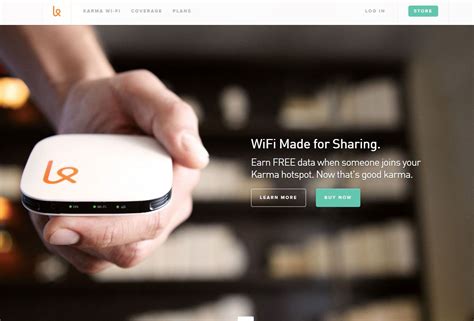 KARMA WI-FI COVERAGE PLANS LOG IN STORE
WiFi Made for Sharing.
Earn FREE data when someone joins your
Karma hotspot. Now that's good karma.
LEARN MORE BUY NOW